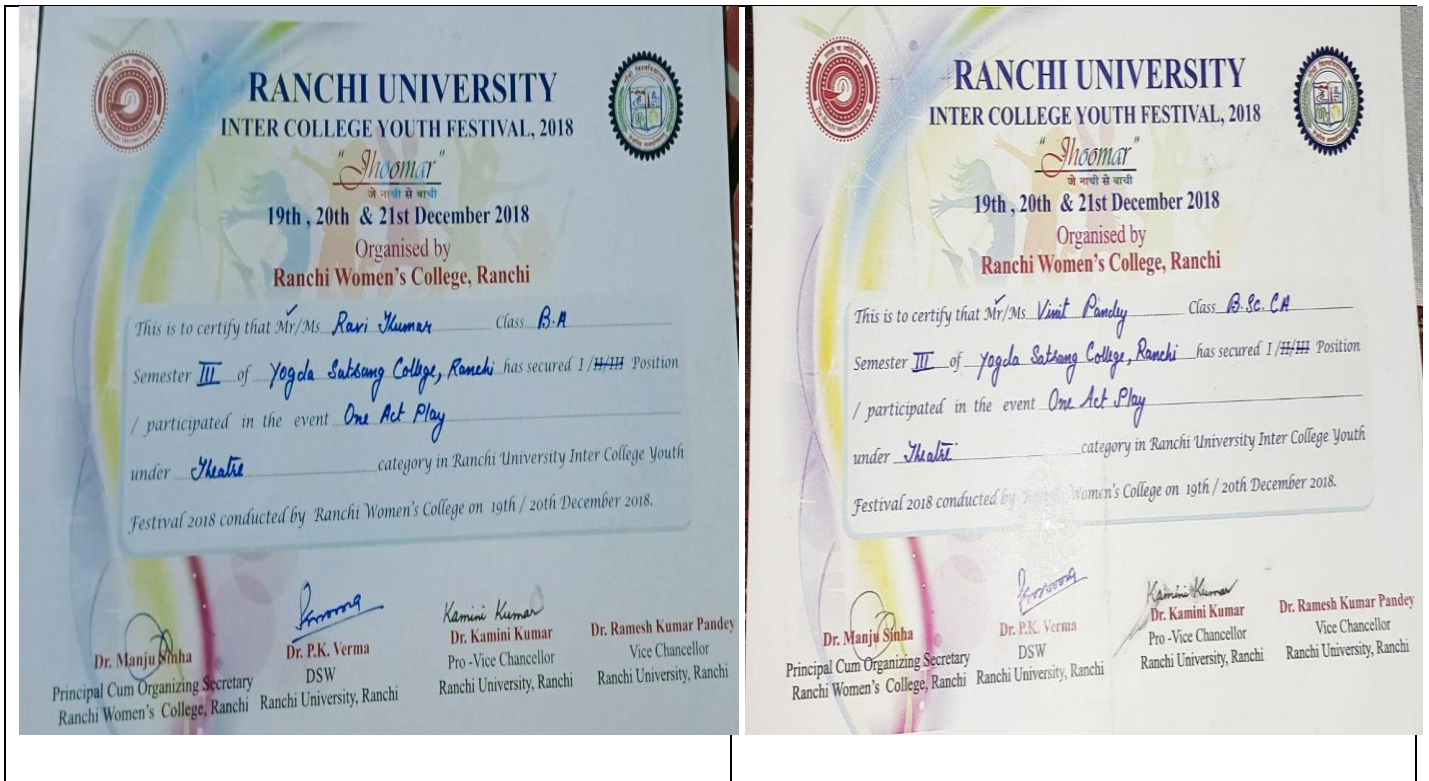 RANCHI UNIVERSITY
INTER COLLEGE YOUTH FESTIVAL, 2018
"Jhoomar"
जे नाची से बाची
19th , 20th & 21st December 2018
Organised by
Ranchi Women's College, Ranchi
This is to certify that Mr/Ms Ravi Kumar Class B.A
Semester III of Yogda Satsang College, Ranchi has secured I /II/III Position
/ participated in the event One Act Play
under Theatre category in Ranchi University Inter College Youth
Festival 2018 conducted by Ranchi Women's College on 19th / 20th December 2018.
Kamini Kumar
Dr. Manju Sinha
Principal Cum Organizing Secretary
Ranchi Women's College, Ranchi
Dr. P.K. Verma
DSW
Ranchi University, Ranchi
Dr. Kamini Kumar
Pro -Vice Chancellor
Ranchi University, Ranchi
Dr. Ramesh Kumar Pandey
Vice Chancellor
Ranchi University, Ranchi
RANCHI UNIVERSITY
INTER COLLEGE YOUTH FESTIVAL, 2018
"Jhoomar"
जे नाची से बाची
19th , 20th & 21st December 2018
Organised by
Ranchi Women's College, Ranchi
This is to certify that Mr/Ms Vinit Pandey Class B.Sc. CA
Semester III of Yogda Satsang College, Ranchi has secured I /II/III Position
/ participated in the event One Act Play
under Theatre category in Ranchi University Inter College Youth
Festival 2018 conducted by Women's College on 19th / 20th December 2018.
Kamini Kumar
Dr. Manju Sinha
Principal Cum Organizing Secretary
Ranchi Women's College, Ranchi
Dr. P.K. Verma
DSW
Ranchi University, Ranchi
Dr. Kamini Kumar
Pro -Vice Chancellor
Ranchi University, Ranchi
Dr. Ramesh Kumar Pandey
Vice Chancellor
Ranchi University, Ranchi